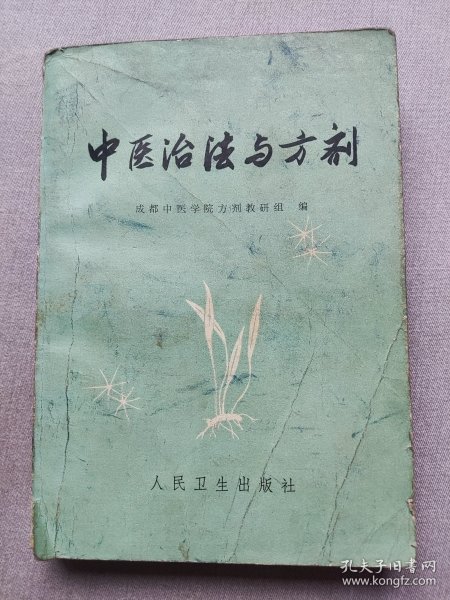 中医治法与方剂
成都中医学院方剂教研组 编
人民卫生出版社
孔夫子旧书网
www.kongfz.com